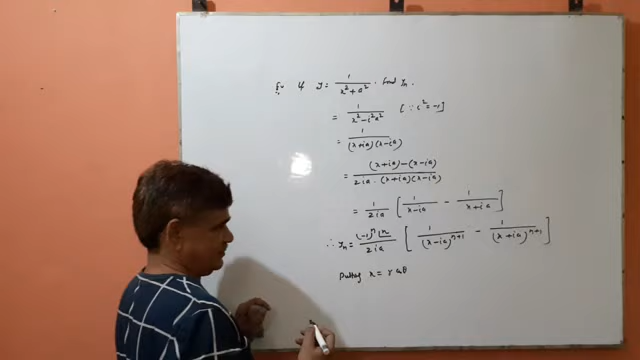 Ex. If y = 1/(x² + a²). find yₙ.
= 1/(x² - i²a²) [∵ i² = -1]
= 1/((x+ia)(x-ia))
= ((x+ia) - (x-ia))/(2ia . (x+ia)(x-ia))
= 1/(2ia) [1/(x-ia) - 1/(x+ia)]
∴ yₙ = ((-1)ⁿ |n)/(2ia) [1/(x-ia)ⁿ⁺¹ - 1/(x+ia)ⁿ⁺¹]
Putting x = r cosθ